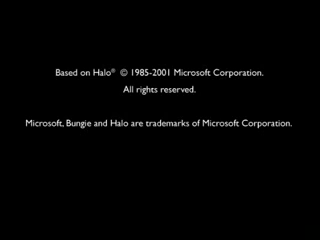 Based on Halo® © 1985-2001 Microsoft Corporation.
All rights reserved.
Microsoft, Bungie and Halo are trademarks of Microsoft Corporation.